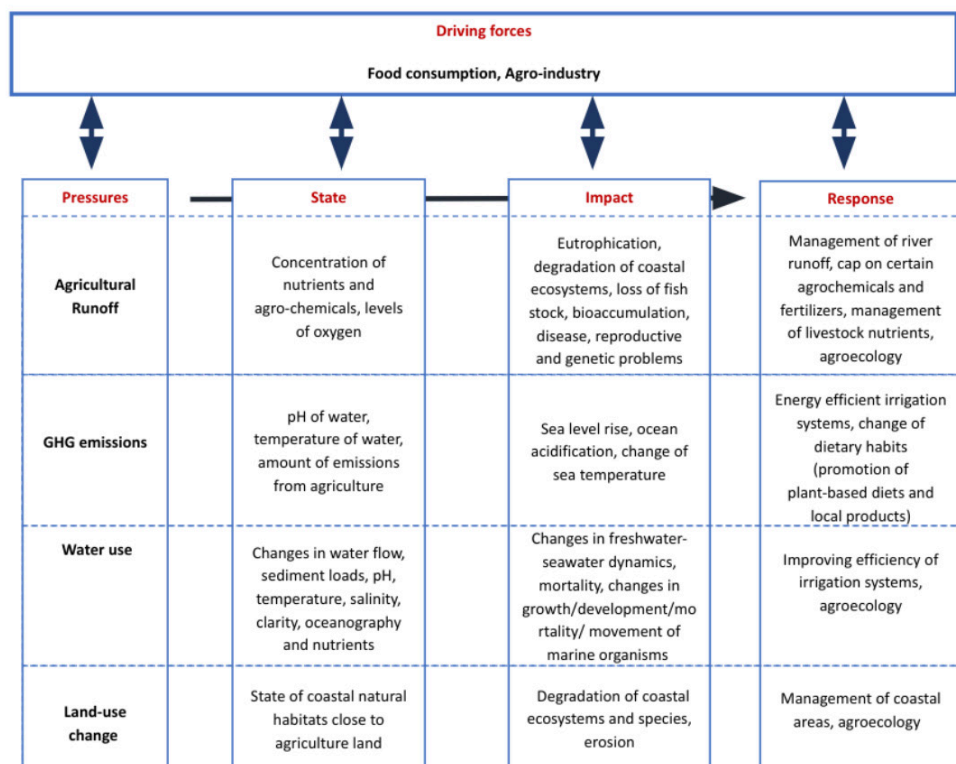 Driving forces
Food consumption, Agro-industry
Pressures
State
Impact
Response
Agricultural
Runoff
Concentration of
nutrients and
agro-chemicals, levels
of oxygen
Eutrophication,
degradation of coastal
ecosystems, loss of fish
stock, bioaccumulation,
disease, reproductive
and genetic problems
Management of river
runoff, cap on certain
agrochemicals and
fertilizers, management
of livestock nutrients,
agroecology
GHG emissions
pH of water,
temperature of water,
amount of emissions
from agriculture
Sea level rise, ocean
acidification, change of
sea temperature
Energy efficient irrigation
systems, change of
dietary habits
(promotion of
plant-based diets and
local products)
Water use
Changes in water flow,
sediment loads, pH,
temperature, salinity,
clarity, oceanography
and nutrients
Changes in freshwater-
seawater dynamics,
mortality, changes in
growth/development/mo
rtality/ movement of
marine organisms
Improving efficiency of
irrigation systems,
agroecology
Land-use
change
State of coastal natural
habitats close to
agriculture land
Degradation of coastal
ecosystems and species,
erosion
Management of coastal
areas, agroecology